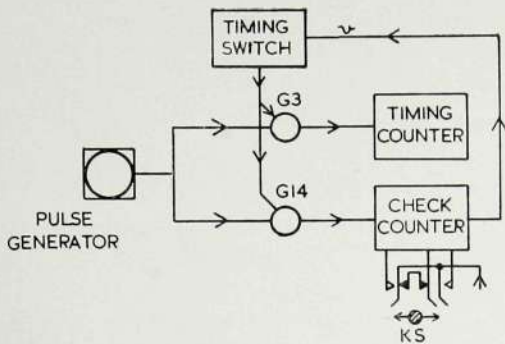 TIMING
SWITCH
G3
TIMING
COUNTER
G14
PULSE
GENERATOR
CHECK
COUNTER
KS